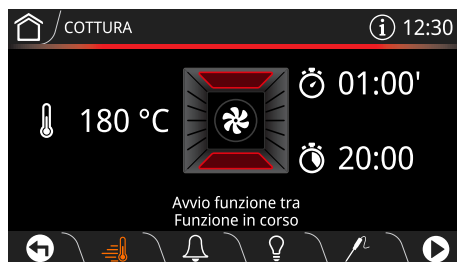 COTTURA
12:30
180 °C
01:00'
20:00
Avvio funzione tra
Funzione in corso